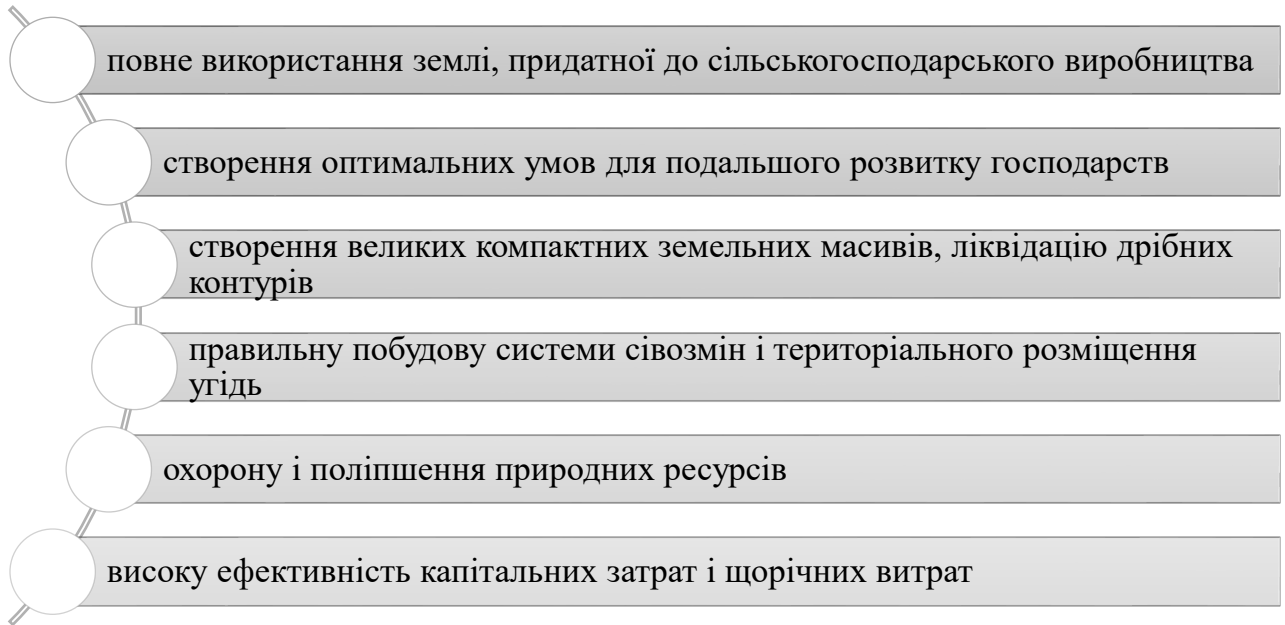 повне використання землі, придатної до сільськогосподарського виробництва
створення оптимальних умов для подальшого розвитку господарств
створення великих компактних земельних масивів, ліквідацію дрібних
контурів
правильну побудову системи сівозмін і територіального розміщення
угідь
охорону і поліпшення природних ресурсів
високу ефективність капітальних затрат і щорічних витрат